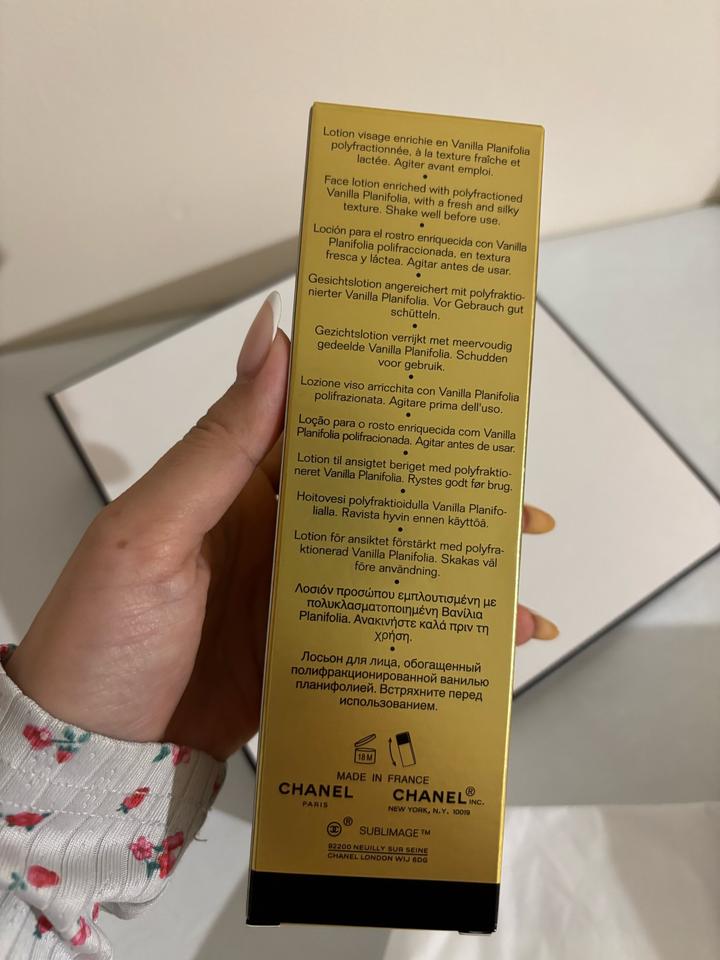 Lotion visage enrichie en Vanilla Planifolia
polyfractionnée, à la texture fraîche et
lactée. Agiter avant emploi.
•
Face lotion enriched with polyfractioned
Vanilla Planifolia, with a fresh and silky
texture. Shake well before use.
•
Loción para el rostro enriquecida con Vanilla
Planifolia polifraccionada, en textura
fresca y láctea. Agitar antes de usar.
•
Gesichtslotion angereichert mit polyfraktio-
nierter Vanilla Planifolia. Vor Gebrauch gut
schütteln.
•
Gezichtslotion verrijkt met meervoudig
gedeelde Vanilla Planifolia. Schudden
voor gebruik.
•
Lozione viso arricchita con Vanilla Planifolia
polifrazionata. Agitare prima dell'uso.
•
Loção para o rosto enriquecida com Vanilla
Planifolia polifracionada. Agitar antes de usar.
•
Lotion til ansigtet beriget med polyfraktio-
neret Vanilla Planifolia. Rystes godt før brug.
•
Hoitovesi polyfraktioidulla Vanilla Planifo-
lialla. Ravista hyvin ennen käyttöä.
•
Lotion för ansiktet förstärkt med polyfra-
ktionerad Vanilla Planifolia. Skakas väl
före användning.
•
Λοσιόν προσώπου εμπλουτισμένη με
πολυκλασματοποιημένη Βανίλια
Planifolia. Ανακινήστε καλά πριν τη
χρήση.
•
Лосьон для лица, обогащенный
полифракционированной ванилью
планифолией. Встряхните перед
использованием.
18 M
MADE IN FRANCE
CHANEL CHANEL® INC.
PARIS NEW YORK, N.Y. 10019
® SUBLIMAGE™
92200 NEUILLY SUR SEINE
CHANEL LONDON W1J 6DG